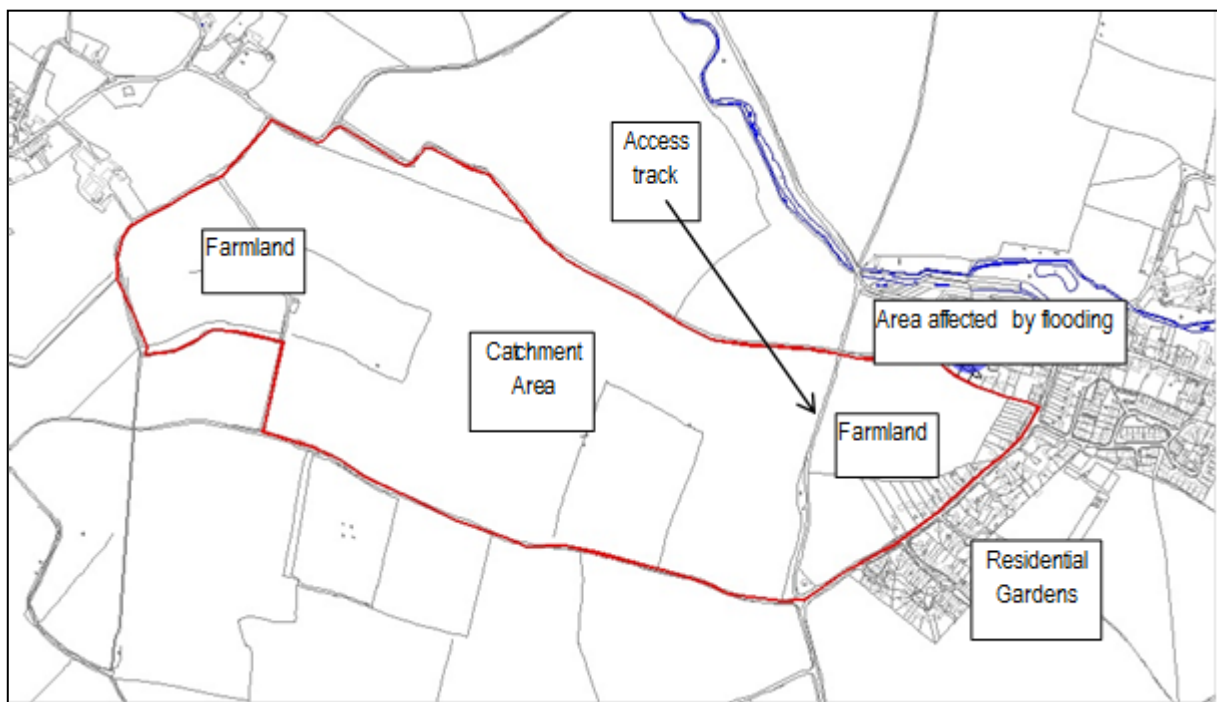 Access
track
Farmland
Area affected by flooding
Catchment
Area
Farmland
Residential
Gardens